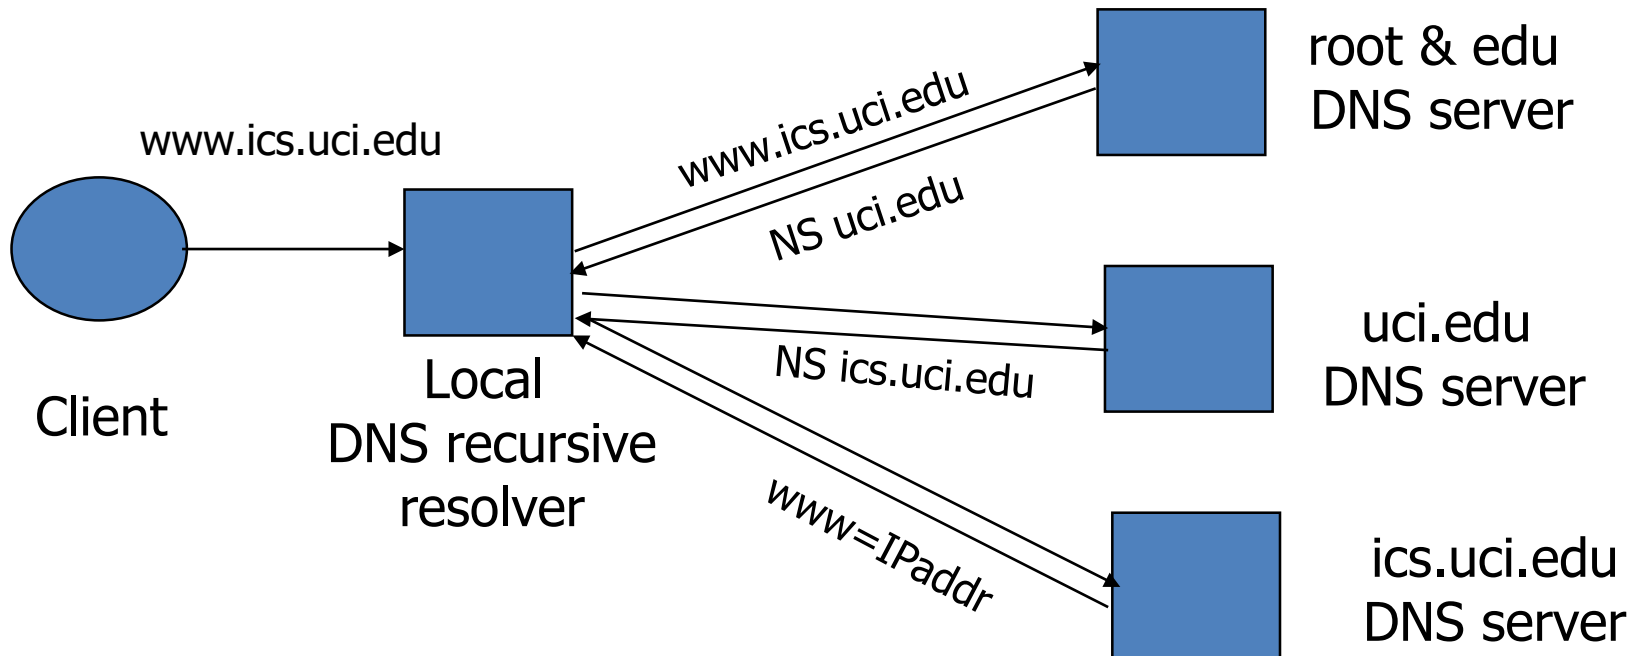 www.ics.uci.edu
Client
Local
DNS recursive
resolver
www.ics.uci.edu
NS uci.edu
NS ics.uci.edu
www=IPaddr
root & edu
DNS server
uci.edu
DNS server
ics.uci.edu
DNS server